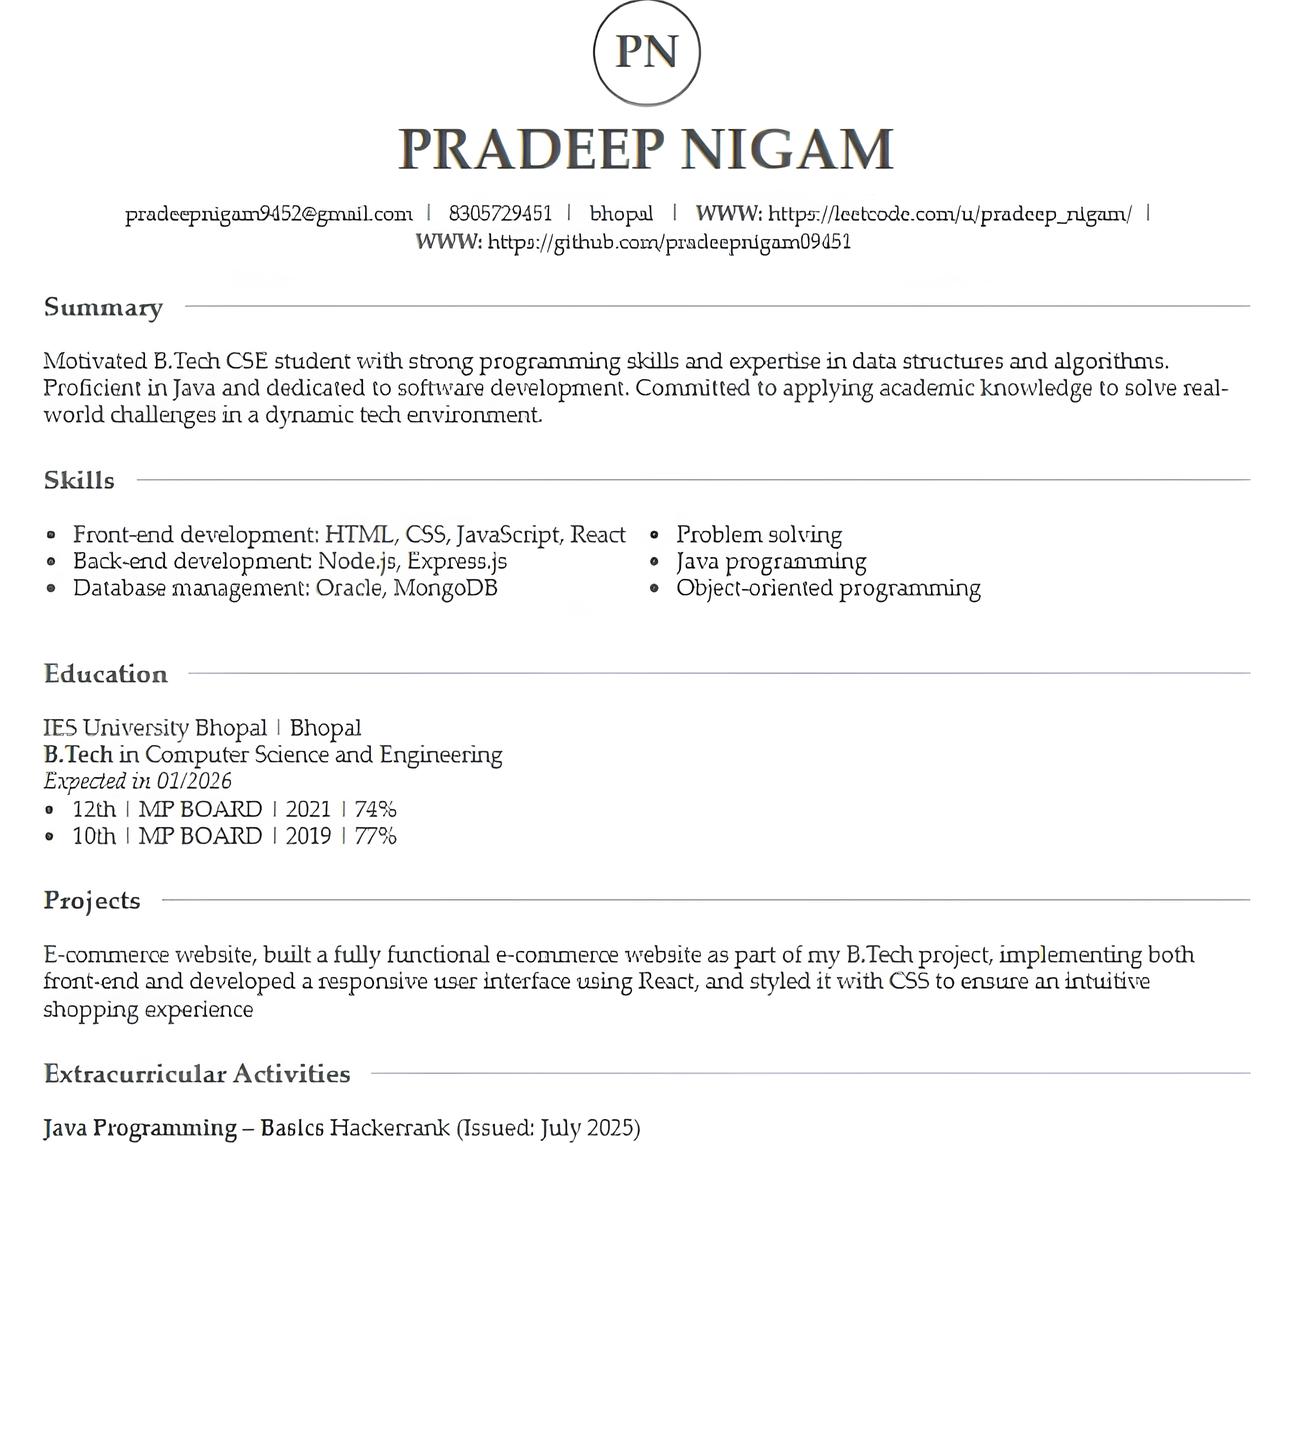 PN
PRADEEP NIGAM
pradeepnigam9452@gmail.com | 8305729451 | bhopal | WWW: https://leetcode.com/u/pradeep_nigam/ |
WWW: https://github.com/pradeepnigam09451
Summary
Motivated B.Tech CSE student with strong programming skills and expertise in data structures and algorithms.
Proficient in Java and dedicated to software development. Committed to applying academic knowledge to solve real-
world challenges in a dynamic tech environment.
Skills
• Front-end development: HTML, CSS, JavaScript, React • Problem solving
• Back-end development: Node.js, Express.js • Java programming
• Database management: Oracle, MongoDB • Object-oriented programming
Education
IES University Bhopal | Bhopal
B.Tech in Computer Science and Engineering
Expected in 01/2026
• 12th | MP BOARD | 2021 | 74%
• 10th | MP BOARD | 2019 | 77%
Projects
E-commerce website, built a fully functional e-commerce website as part of my B.Tech project, implementing both
front-end and developed a responsive user interface using React, and styled it with CSS to ensure an intuitive
shopping experience
Extracurricular Activities
Java Programming – Basics Hackerrank (Issued: July 2025)